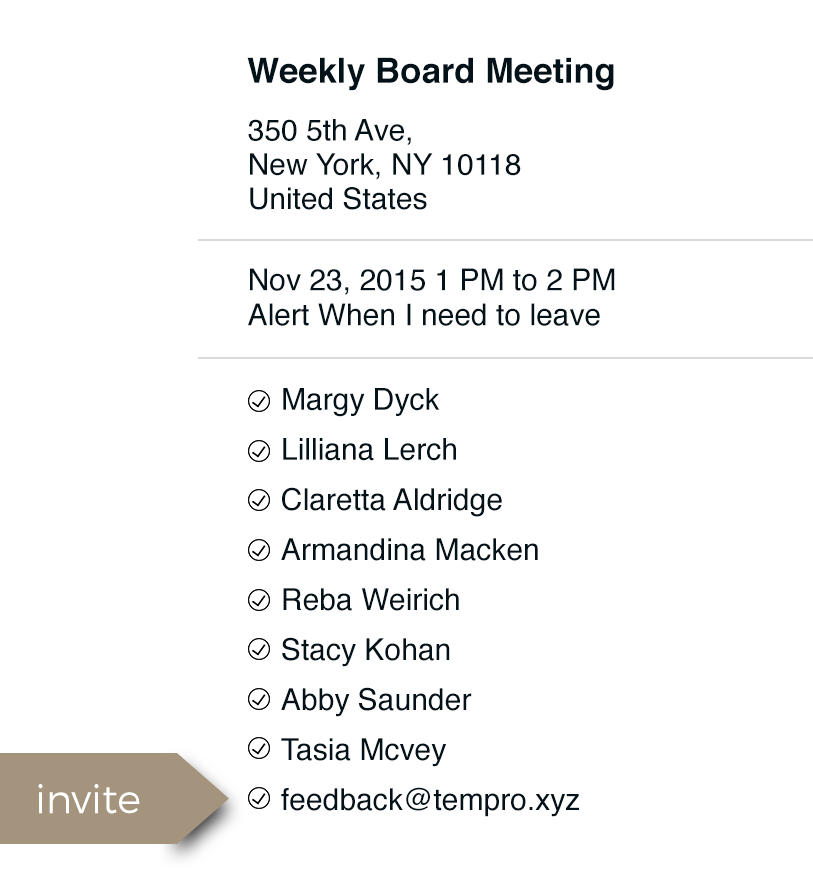 Weekly Board Meeting
350 5th Ave,
New York, NY 10118
United States
Nov 23, 2015 1 PM to 2 PM
Alert When I need to leave
Margy Dyck
Lilliana Lerch
Claretta Aldridge
Armandina Macken
Reba Weirich
Stacy Kohan
Abby Saunder
Tasia Mcvey
invite
feedback@tempro.xyz